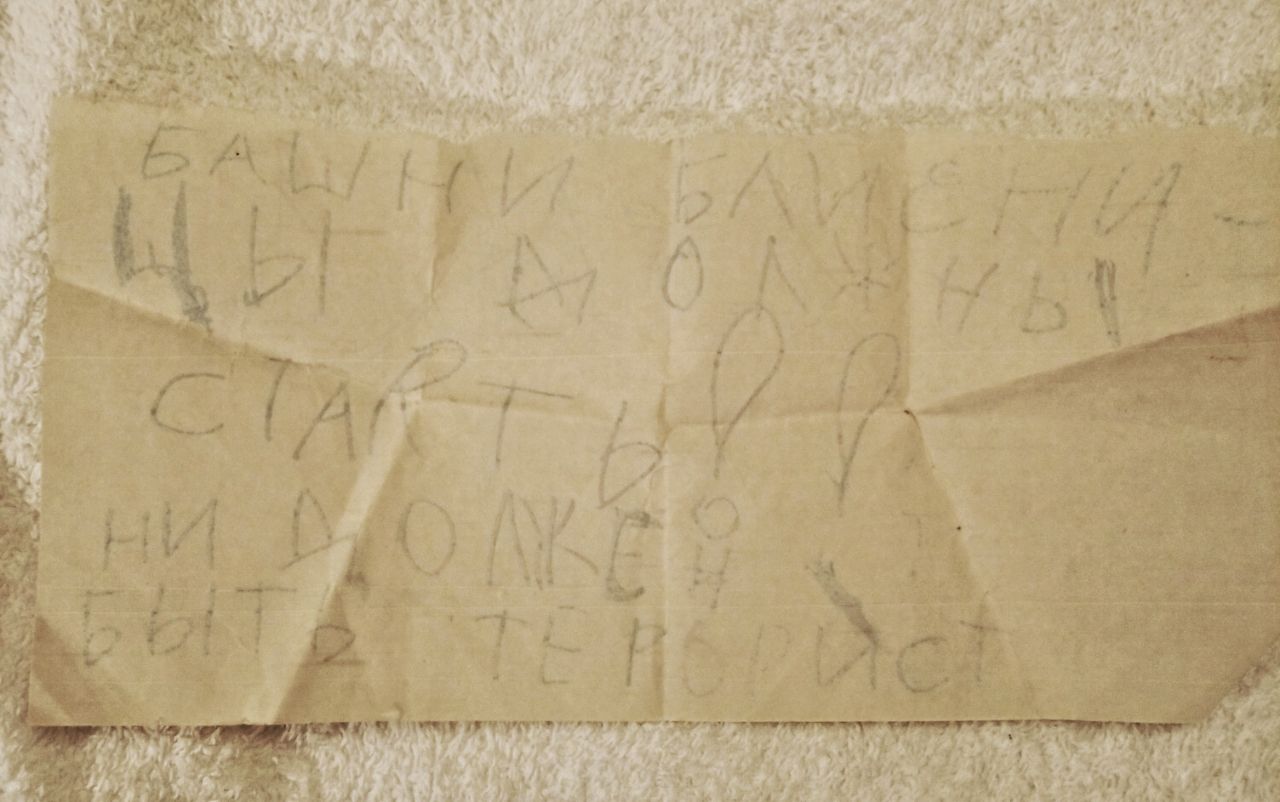 БАШНИ БЛИЕНИ-
ЦЫ ДОЛЖНЫ
СТАРТЬ!!
НИ ДОЛЖЕН
БЫТЬ ТЕРОРИСТ